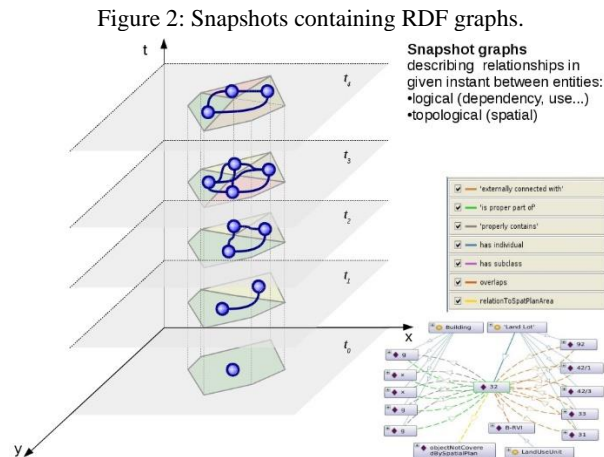 Figure 2: Snapshots containing RDF graphs.
t
Snapshot graphs
describing relationships in
given instant between entities:
•logical (dependency, use...)
•topological (spatial)
t4
t3
t2
t1
t0
x
y
'externally connected with'
'is proper part of'
'properly contains'
has individual
has subclass
overlaps
relationToSpatPlanArea
Building
'Land Lot'
92
g
42/1
32
42/3
g
33
g
B-RVI
31
objectNotCovere
dBySpatialPlan
LandUseUnit